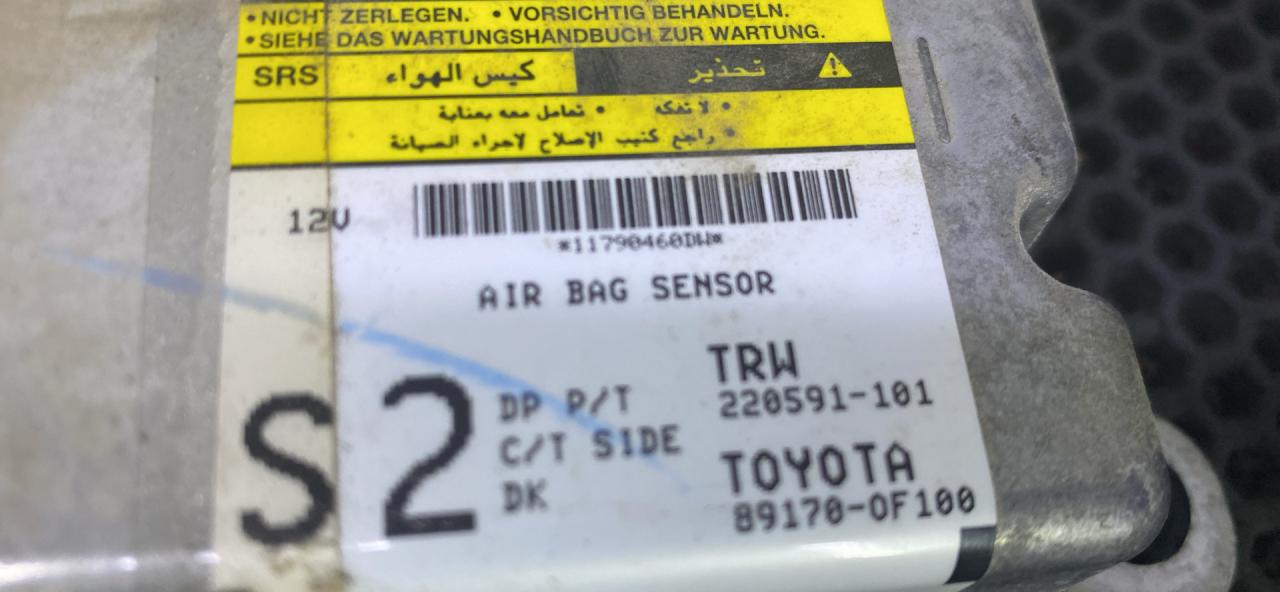 • NICHT ZERLEGEN. • VORSICHTIG BEHANDELN.
• SIEHE DAS WARTUNGSHANDBUCH ZUR WARTUNG.
تحذير كيس الهواء SRS
• لا تفكه • تعامل معه بعناية
• راجع كتيب الإصلاح لاجراء الصيانة
12V
*11790460DW*
AIR BAG SENSOR
TRW
220591-101
S2
DP P/T
C/T SIDE
DK
TOYOTA
89170-0F100